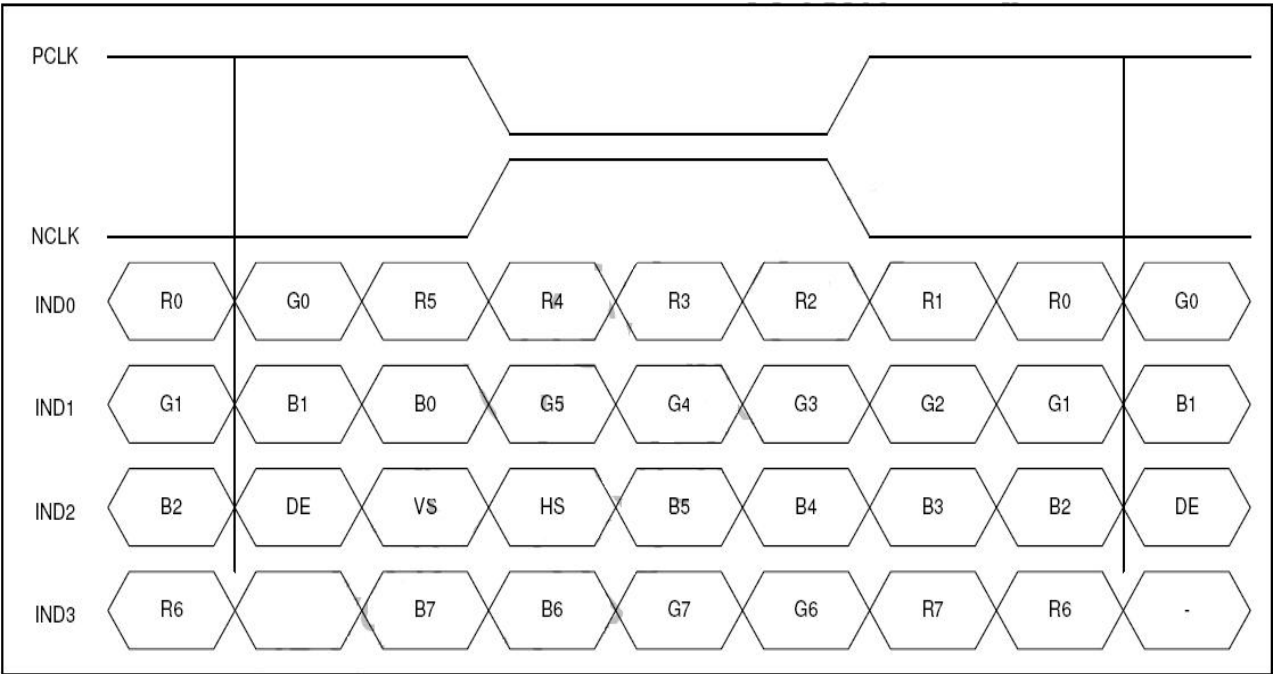 PCLK
NCLK
IND0 R0 G0 R5 R4 R3 R2 R1 R0 G0
IND1 G1 B1 B0 G5 G4 G3 G2 G1 B1
IND2 B2 DE VS HS B5 B4 B3 B2 DE
IND3 R6 B7 B6 G7 G6 R7 R6 -